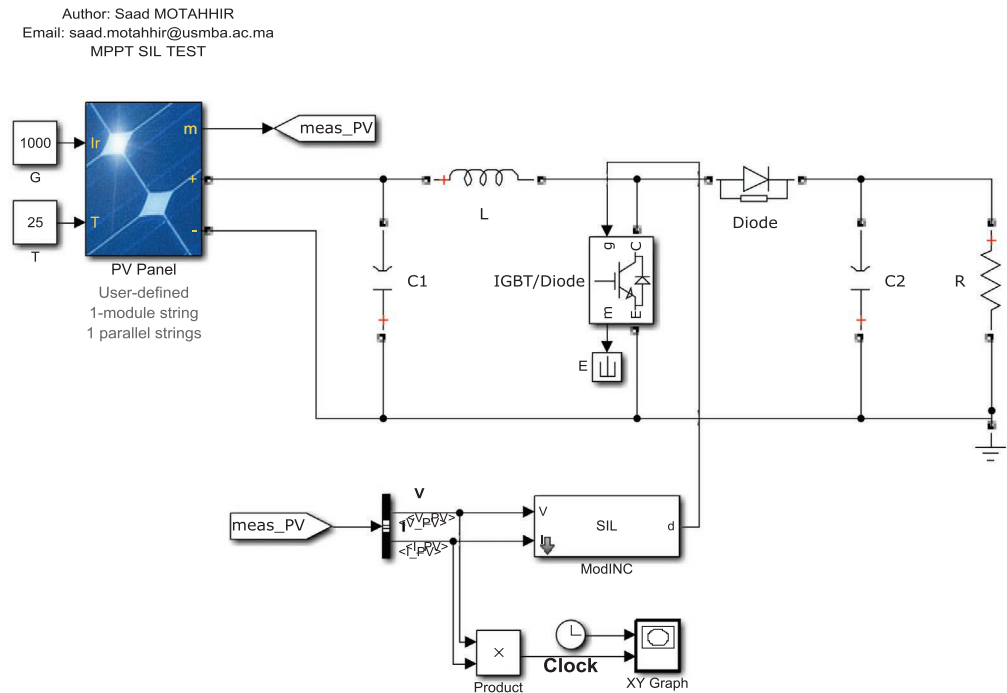 Author: Saad MOTAHHIR
Email: saad.motahhir@usmba.ac.ma
MPPT SIL TEST
1000
G
25
T
Ir
T
m
+
-
PV Panel
User-defined
1-module string
1 parallel strings
meas_PV
+
L
C1
+
IGBT/Diode
g
C
m
E
E
Diode
C2
+
R
+
meas_PV
V
<V_PV>
<V_PV>
I
<I_PV>
<I_PV>
V
I
SIL
d
ModINC
×
Product
Clock
XY Graph